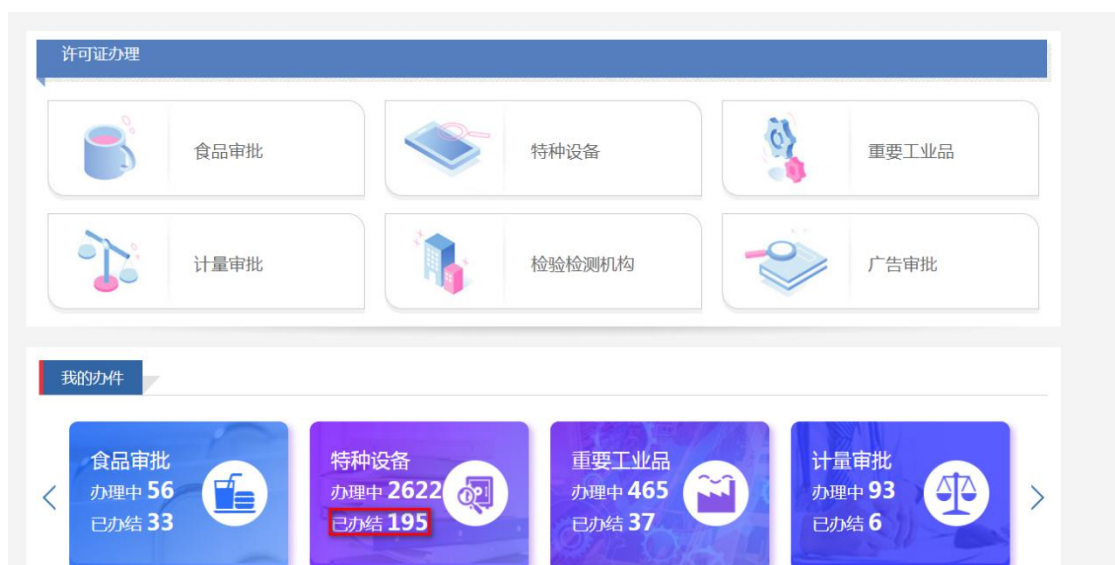 许可证办理
食品审批
特种设备
重要工业品
计量审批
检验检测机构
广告审批
我的办件
食品审批
办理中 56
已办结 33
特种设备
办理中 2622
已办结 195
重要工业品
办理中 465
已办结 37
计量审批
办理中 93
已办结 6